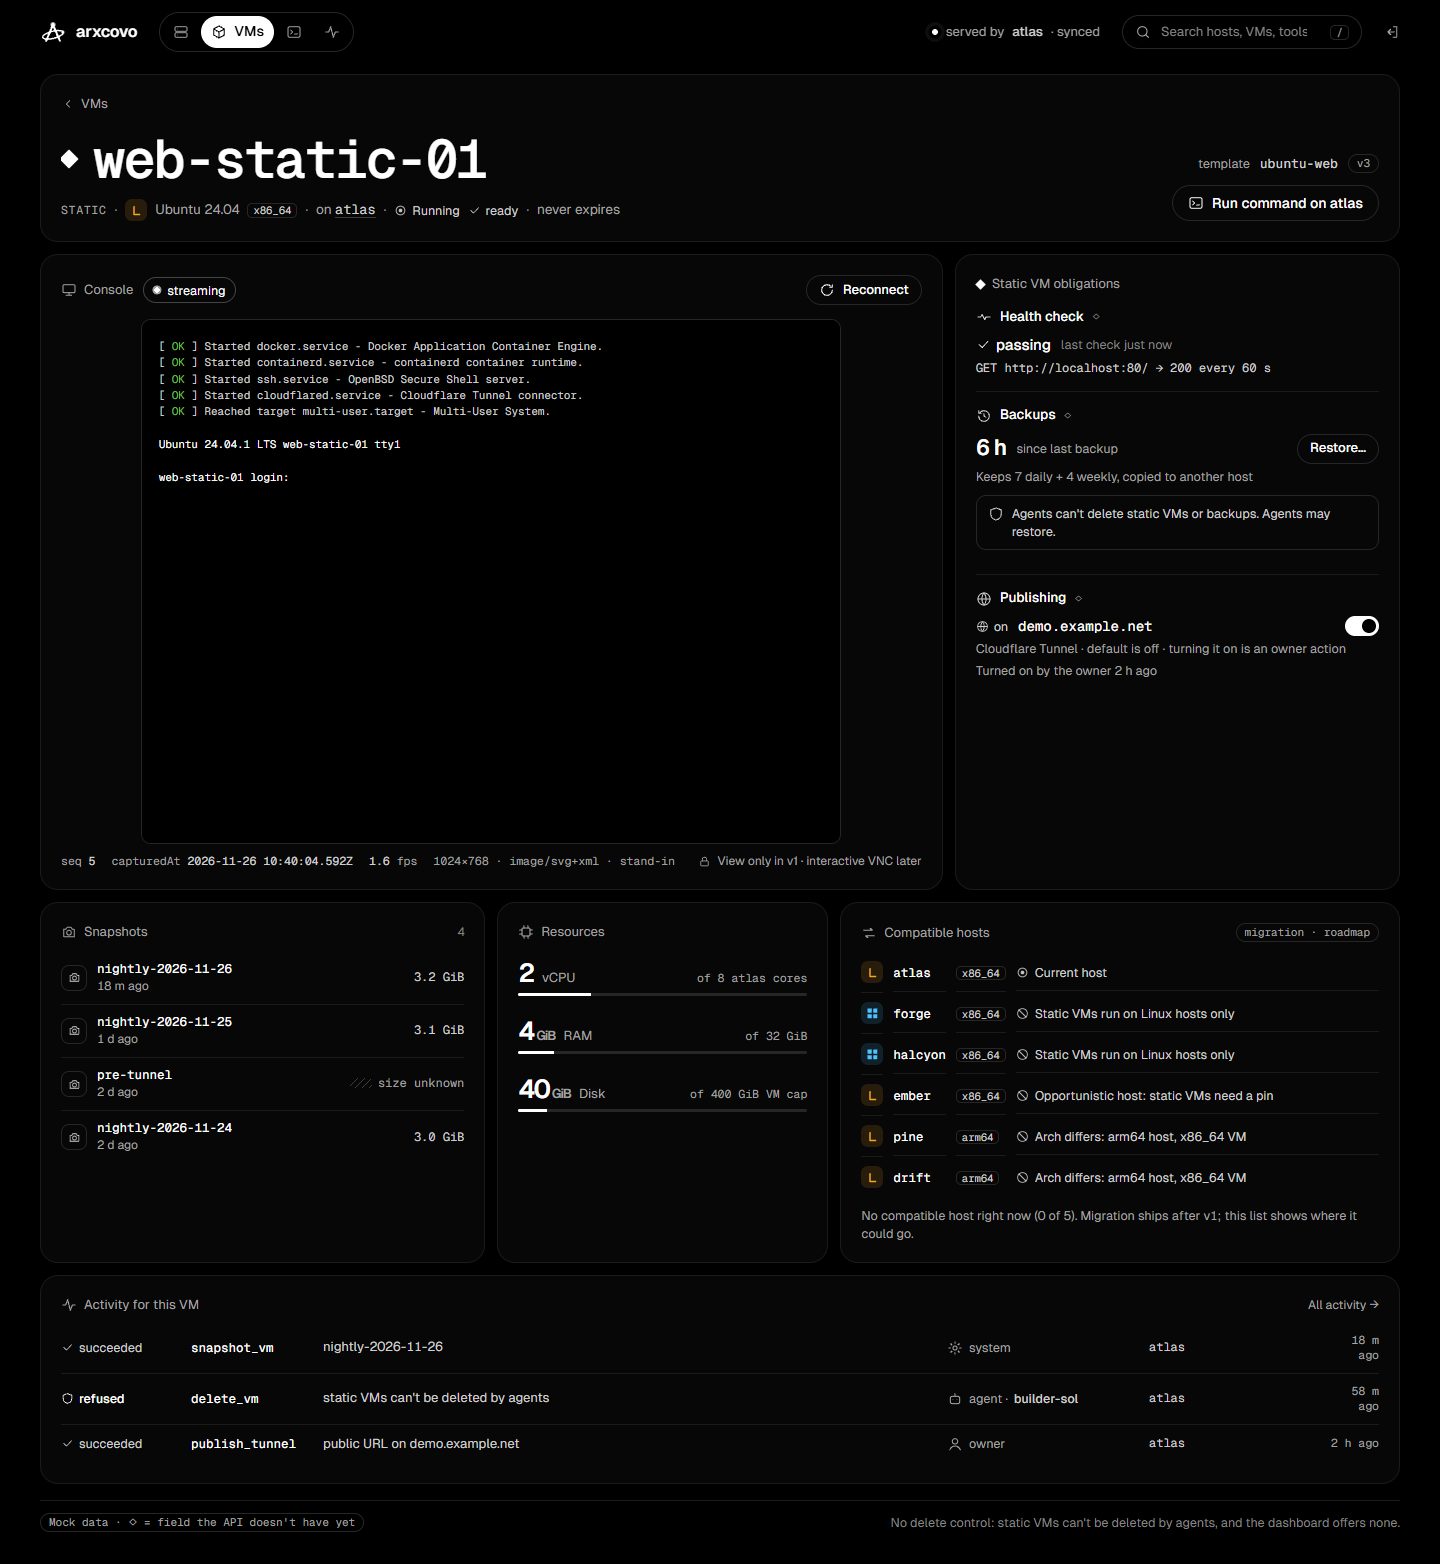 arxcovo
VMs
served by atlas · synced
Search hosts, VMs, tools
/
VMs
web-static-01
STATIC · L Ubuntu 24.04 x86_64 · on atlas · Running ready · never expires
template ubuntu-web v3
Run command on atlas
Console streaming
Reconnect
[ OK ] Started docker.service - Docker Application Container Engine.
[ OK ] Started containerd.service - containerd container runtime.
[ OK ] Started ssh.service - OpenBSD Secure Shell server.
[ OK ] Started cloudflared.service - Cloudflare Tunnel connector.
[ OK ] Reached target multi-user.target - Multi-User System.
Ubuntu 24.04.1 LTS web-static-01 tty1
web-static-01 login:
seq 5 capturedAt 2026-11-26 10:40:04.592Z 1.6 fps 1024×768 · image/svg+xml · stand-in
View only in v1 · interactive VNC later
Static VM obligations
Health check
passing last check just now
GET http://localhost:80/ → 200 every 60 s
Backups
6 h since last backup
Restore...
Keeps 7 daily + 4 weekly, copied to another host
Agents can't delete static VMs or backups. Agents may
restore.
Publishing
on demo.example.net
Cloudflare Tunnel · default is off · turning it on is an owner action
Turned on by the owner 2 h ago
Snapshots 4
nightly-2026-11-26
18 m ago
3.2 GiB
nightly-2026-11-25
1 d ago
3.1 GiB
pre-tunnel
2 d ago
size unknown
nightly-2026-11-24
2 d ago
3.0 GiB
Resources
2 vCPU of 8 atlas cores
4 GiB RAM of 32 GiB
40 GiB Disk of 400 GiB VM cap
Compatible hosts migration · roadmap
L atlas x86_64 Current host
forge x86_64 Static VMs run on Linux hosts only
halcyon x86_64 Static VMs run on Linux hosts only
L ember x86_64 Opportunistic host: static VMs need a pin
L pine arm64 Arch differs: arm64 host, x86_64 VM
L drift arm64 Arch differs: arm64 host, x86_64 VM
No compatible host right now (0 of 5). Migration ships after v1; this list shows where it
could go.
Activity for this VM
All activity →
succeeded snapshot_vm nightly-2026-11-26 system atlas 18 m
ago
refused delete_vm static VMs can't be deleted by agents agent · builder-sol atlas 58 m
ago
succeeded publish_tunnel public URL on demo.example.net owner atlas 2 h ago
Mock data · ◇ = field the API doesn't have yet
No delete control: static VMs can't be deleted by agents, and the dashboard offers none.